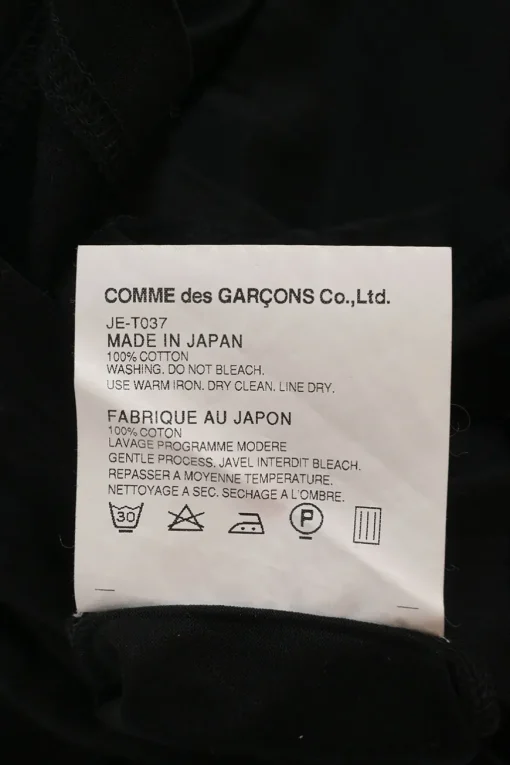 COMME des GARÇONS Co.,Ltd.
JE-T037
MADE IN JAPAN
100% COTTON
WASHING. DO NOT BLEACH.
USE WARM IRON. DRY CLEAN. LINE DRY.
FABRIQUE AU JAPON
100% COTON
LAVAGE PROGRAMME MODERE
GENTLE PROCESS. JAVEL INTERDIT BLEACH.
REPASSER A MOYENNE TEMPERATURE.
NETTOYAGE A SEC. SECHAGE A L'OMBRE.
30 P